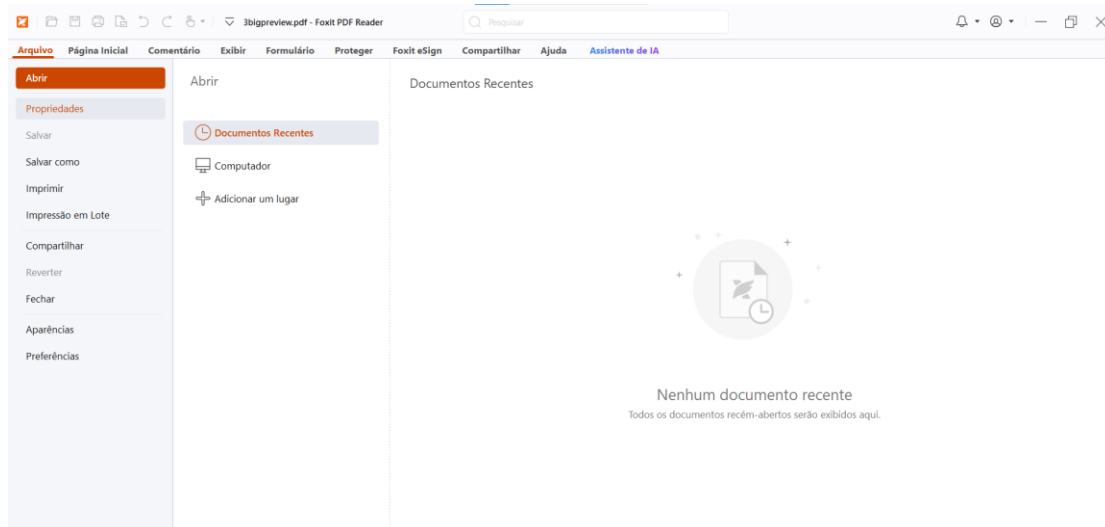 3bigpreview.pdf - Foxit PDF Reader
Pesquisar
Arquivo Página Inicial Comentário Exibir Formulário Proteger Foxit eSign Compartilhar Ajuda Assistente de IA
Abrir
Propriedades
Salvar
Salvar como
Imprimir
Impressão em Lote
Compartilhar
Reverter
Fechar
Aparências
Preferências
Abrir
Documentos Recentes
Computador
Adicionar um lugar
Documentos Recentes
Nenhum documento recente
Todos os documentos recém-abertos serão exibidos aqui.